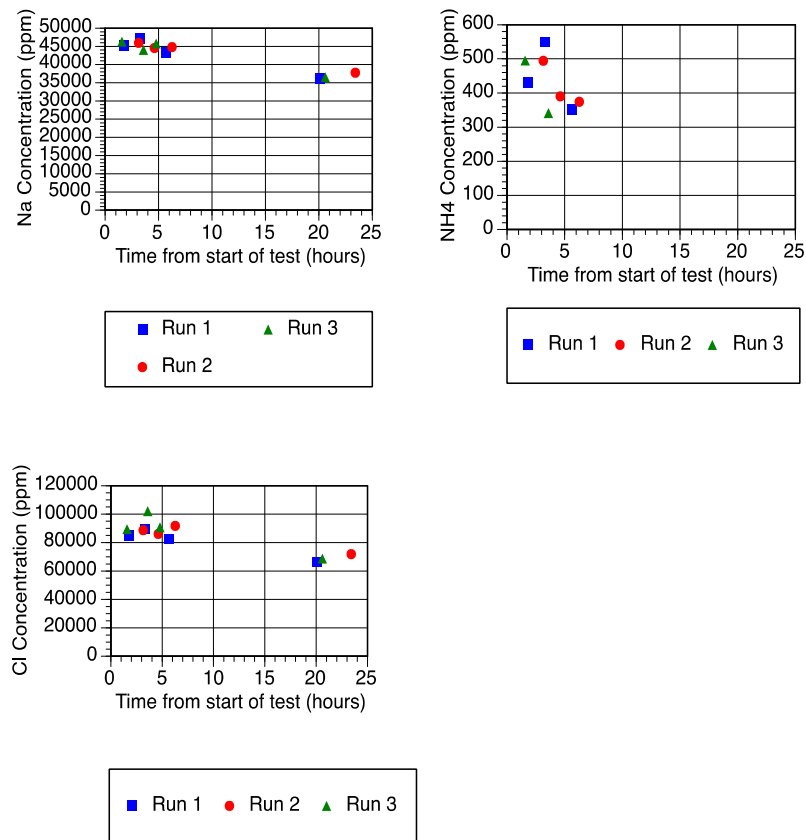 Na Concentration (ppm)
50000
45000
40000
35000
30000
25000
20000
15000
10000
5000
0
0 5 10 15 20 25
Time from start of test (hours)
Run 1 Run 3
Run 2
NH4 Concentration (ppm)
600
500
400
300
200
100
0
0 5 10 15 20 25
Time from start of test (hours)
Run 1 Run 2 Run 3
Cl Concentration (ppm)
120000
100000
80000
60000
40000
20000
0
0 5 10 15 20 25
Time from start of test (hours)
Run 1 Run 2 Run 3